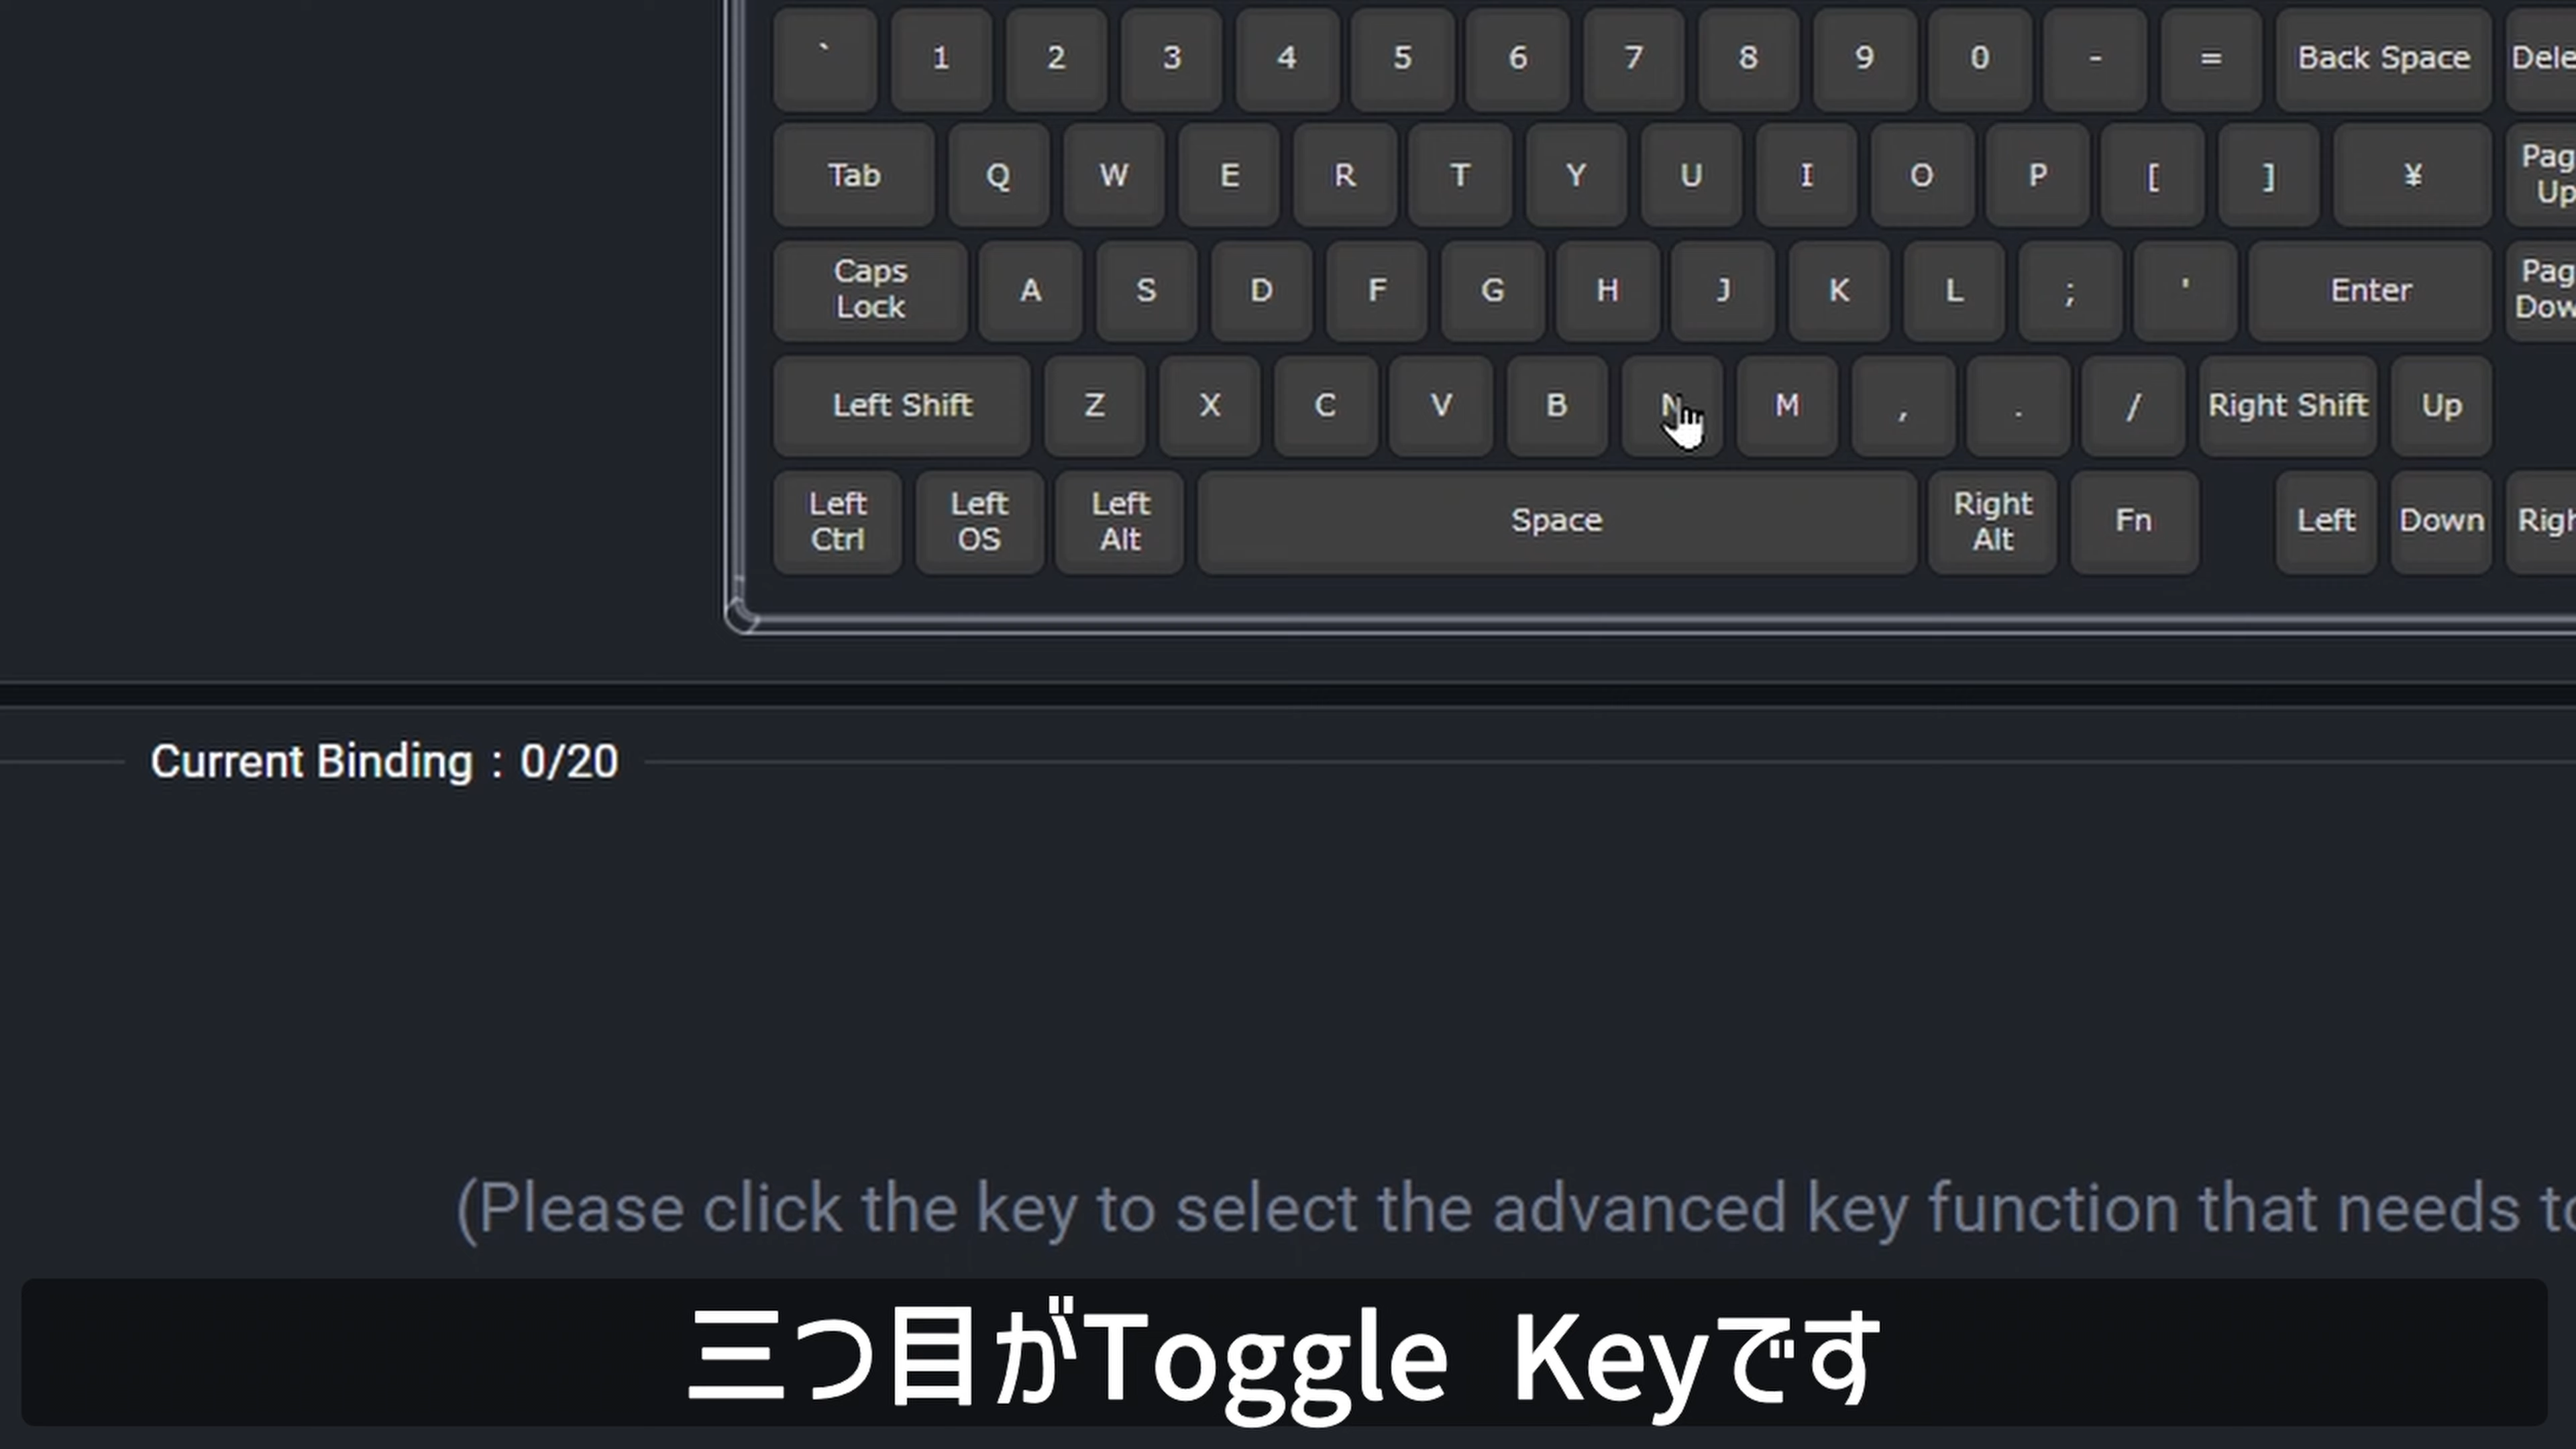 ` 1 2 3 4 5 6 7 8 9 0 - = Back Space
Tab Q W E R T Y U I O P [ ] ¥ Up
Caps Lock A S D F G H J K L ; ' Enter
Left Shift Z X C V B N M , . / Right Shift Up
Left Ctrl Left OS Left Alt Space Right Alt Fn Left Down
Current Binding : 0/20
(Please click the key to select the advanced key function that needs
三つ目がToggle Keyです